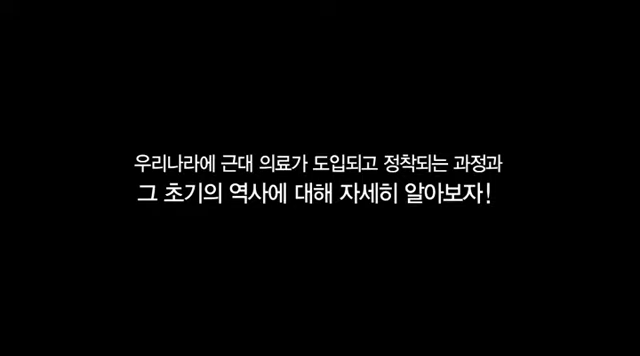 우리나라에 근대 의료가 도입되고 정착되는 과정과
그 초기의 역사에 대해 자세히 알아보자!